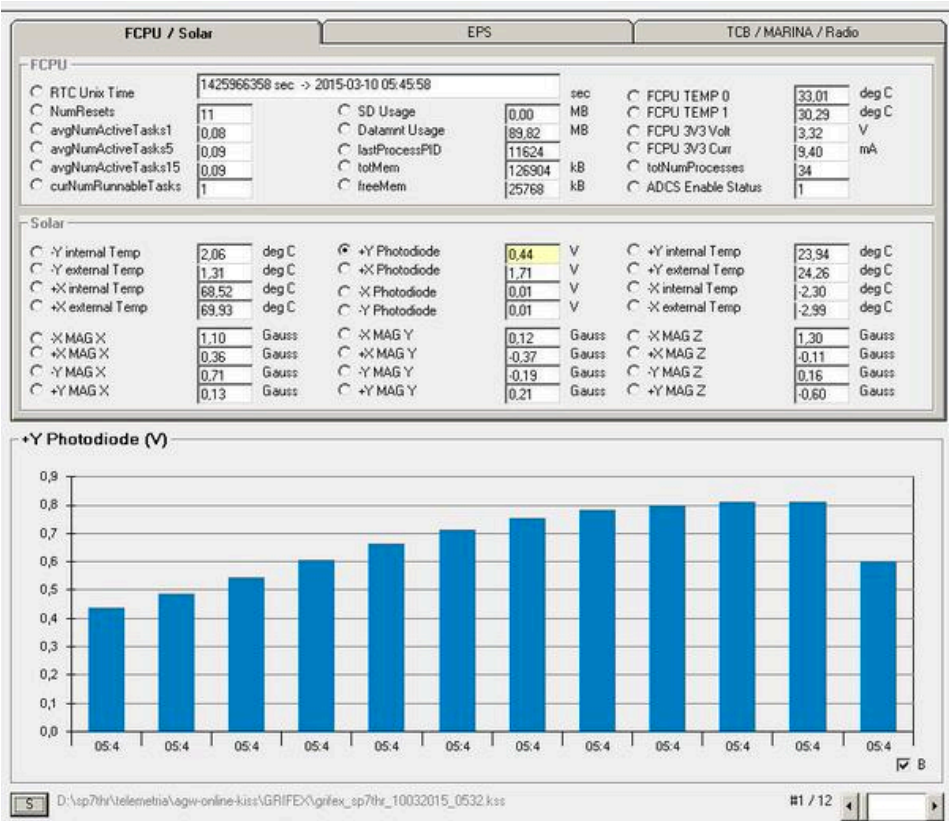 FCPU / Solar EPS TCB / MARINA / Radio
FCPU
RTC Unix Time 1425966358 sec -> 2015-03-10 05:45:58 sec FCPU TEMP 0 33,01 deg C
NumResets 11 SD Usage 0,00 MB FCPU TEMP 1 30,29 deg C
avgNumActiveTasks1 0,08 Datamnt Usage 89,82 MB FCPU 3V3 Volt 3,32 V
avgNumActiveTasks5 0,09 lastProcessPID 11624 FCPU 3V3 Curr 9,40 mA
avgNumActiveTasks15 0,09 totMem 126904 kB totNumProcesses 34
curNumRunnableTasks 1 freeMem 25768 kB ADCS Enable Status 1
Solar
-Y internal Temp 2,06 deg C +Y Photodiode 0,44 V +Y internal Temp 23,94 deg C
-Y external Temp 1,31 deg C +X Photodiode 1,71 V +Y external Temp 24,26 deg C
+X internal Temp 68,52 deg C -X Photodiode 0,01 V -X internal Temp -2,30 deg C
+X external Temp 69,93 deg C -Y Photodiode 0,01 V -X external Temp -2,99 deg C
-X MAG X 1,10 Gauss -X MAG Y 0,12 Gauss -X MAG Z 1,30 Gauss
+X MAG X 0,36 Gauss +X MAG Y -0,37 Gauss +X MAG Z -0,11 Gauss
-Y MAG X 0,71 Gauss -Y MAG Y -0,19 Gauss -Y MAG Z 0,16 Gauss
+Y MAG X 0,13 Gauss +Y MAG Y 0,21 Gauss +Y MAG Z -0,60 Gauss
+Y Photodiode (V)
0,9
0,8
0,7
0,6
0,5
0,4
0,3
0,2
0,1
0,0
05:4 05:4 05:4 05:4 05:4 05:4 05:4 05:4 05:4 05:4 05:4 05:4
B
S D:\sp7thr\telemetria\agw-online-kiss\GRIFEX\grifex_sp7thr_10032015_0532.kss #1 / 12